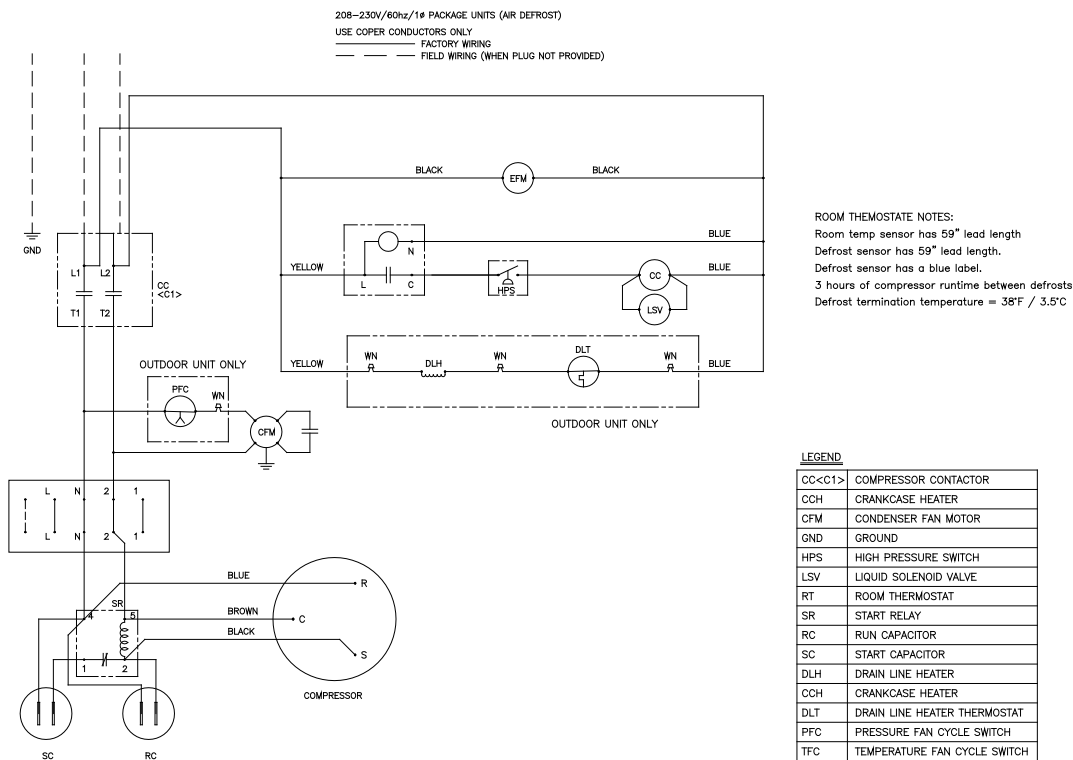 208-230V/60hz/1ø PACKAGE UNITS (AIR DEFROST)
USE COPER CONDUCTORS ONLY
FACTORY WIRING
FIELD WIRING (WHEN PLUG NOT PROVIDED)
BLACK
EFM
BLACK
GND
L1
L2
CC
<C1>
T1
T2
N
BLUE
YELLOW
L
C
HPS
CC
BLUE
LSV
ROOM THEMOSTATE NOTES:
Room temp sensor has 59" lead length
Defrost sensor has 59" lead length.
Defrost sensor has a blue label.
3 hours of compressor runtime between defrosts
Defrost termination temperature = 38°F / 3.5°C
YELLOW
WN
DLH
WN
DLT
WN
BLUE
OUTDOOR UNIT ONLY
OUTDOOR UNIT ONLY
PFC
WN
CFM
L
N
2
1
L
N
2
1
BLUE
R
SR
4
5
BROWN
C
BLACK
S
1
2
COMPRESSOR
SC
RC
LEGEND
CC<C1> COMPRESSOR CONTACTOR
CCH CRANKCASE HEATER
CFM CONDENSER FAN MOTOR
GND GROUND
HPS HIGH PRESSURE SWITCH
LSV LIQUID SOLENOID VALVE
RT ROOM THERMOSTAT
SR START RELAY
RC RUN CAPACITOR
SC START CAPACITOR
DLH DRAIN LINE HEATER
CCH CRANKCASE HEATER
DLT DRAIN LINE HEATER THERMOSTAT
PFC PRESSURE FAN CYCLE SWITCH
TFC TEMPERATURE FAN CYCLE SWITCH